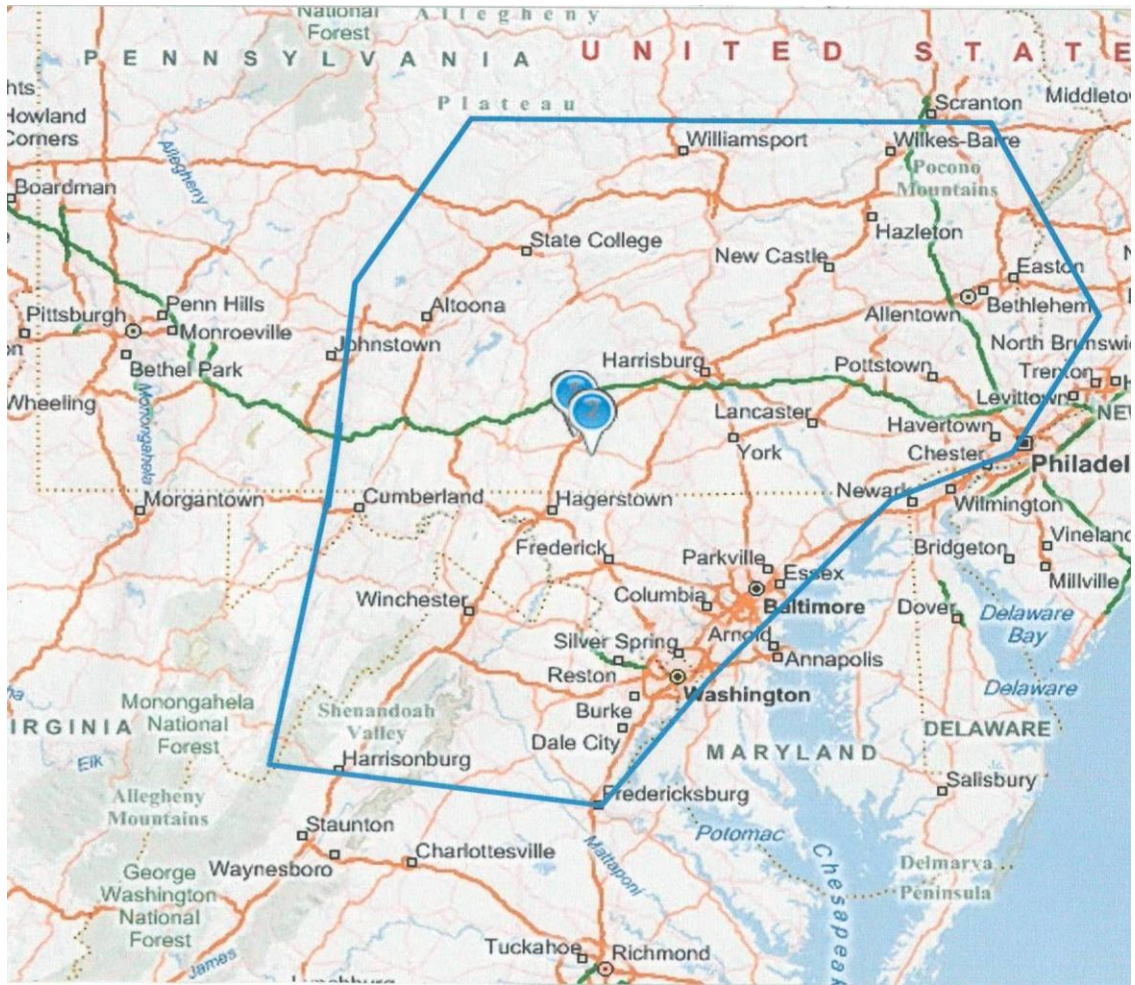 National
Forest
Allegheny
PENNSYLVANIA
UNITED STATE
Plateau
Scranton
Middletow
hts
Howland
Corners
Allegheny
Williamsport
Wilkes-Barre
Pocono
Mountains
Boardman
Hazleton
State College
New Castle
Easton
Bethlehem
Allentown
Penn Hills
Pittsburgh
Monroeville
Altoona
Johnstown
Bethel Park
Harrisburg
Pottstown
North Brunswic
Trenton
Levittown
NEW
Wheeling
Monongahela
2
Lancaster
York
Havertown
Chester
Philadel
Morgantown
Cumberland
Hagerstown
Newark
Wilmington
Vineland
Bridgeton
Millville
Frederick
Parkville
Essex
Columbia
Baltimore
Winchester
Dover
Delaware
Bay
Silver Spring
Arnold
Annapolis
Reston
Washington
Delaware
Burke
Dale City
Monongahela
National
Forest
Shenandoah
Valley
IRGINIA
MARYLAND
DELAWARE
Elk
Harrisonburg
Salisbury
Allegheny
Mountains
Fredericksburg
Staunton
Potomac
Waynesboro
Charlottesville
Mattaponi
Chesapeak
Delmarva
Peninsula
George
Washington
National
Forest
James
Tuckahoe
Richmond
Lynchburg